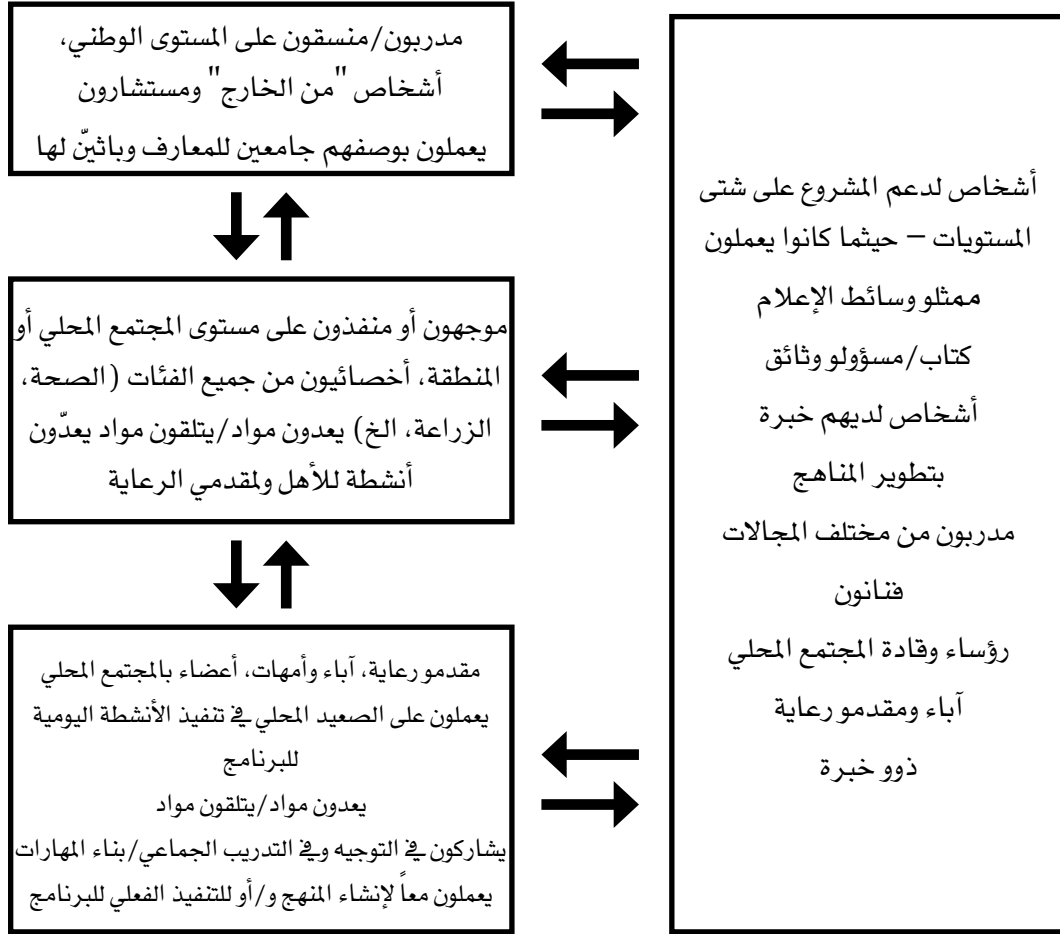 مدربون/منسقون على المستوى الوطني،
أشخاص "من الخارج" ومستشارون
يعملون بوصفهم جامعين للمعارف وباثينّ لها
موجهون أو منفذون على مستوى المجتمع المحلي أو
المنطقة، أخصائيون من جميع الفئات (الصحة،
الزراعة، الخ) يعدون مواد/يتلقون مواد يعدّون
أنشطة للأهل ولمقدمي الرعاية
مقدمو رعاية، آباء وأمهات، أعضاء بالمجتمع المحلي
يعملون على الصعيد المحلي في تنفيذ الأنشطة اليومية
للبرنامج
يعدون مواد/يتلقون مواد
يشاركون في التوجيه وفي التدريب الجماعي/بناء المهارات
يعملون معاً لإنشاء المنهج و/أو للتنفيذ الفعلي للبرنامج
أشخاص لدعم المشروع على شتى
المستويات – حيثما كانوا يعملون
ممثلو وسائط الإعلام
كتاب/مسؤولو وثائق
أشخاص لديهم خبرة
بتطوير المناهج
مدربون من مختلف المجالات
فنانون
رؤساء وقادة المجتمع المحلي
آباء ومقدمو رعاية
ذوو خبرة